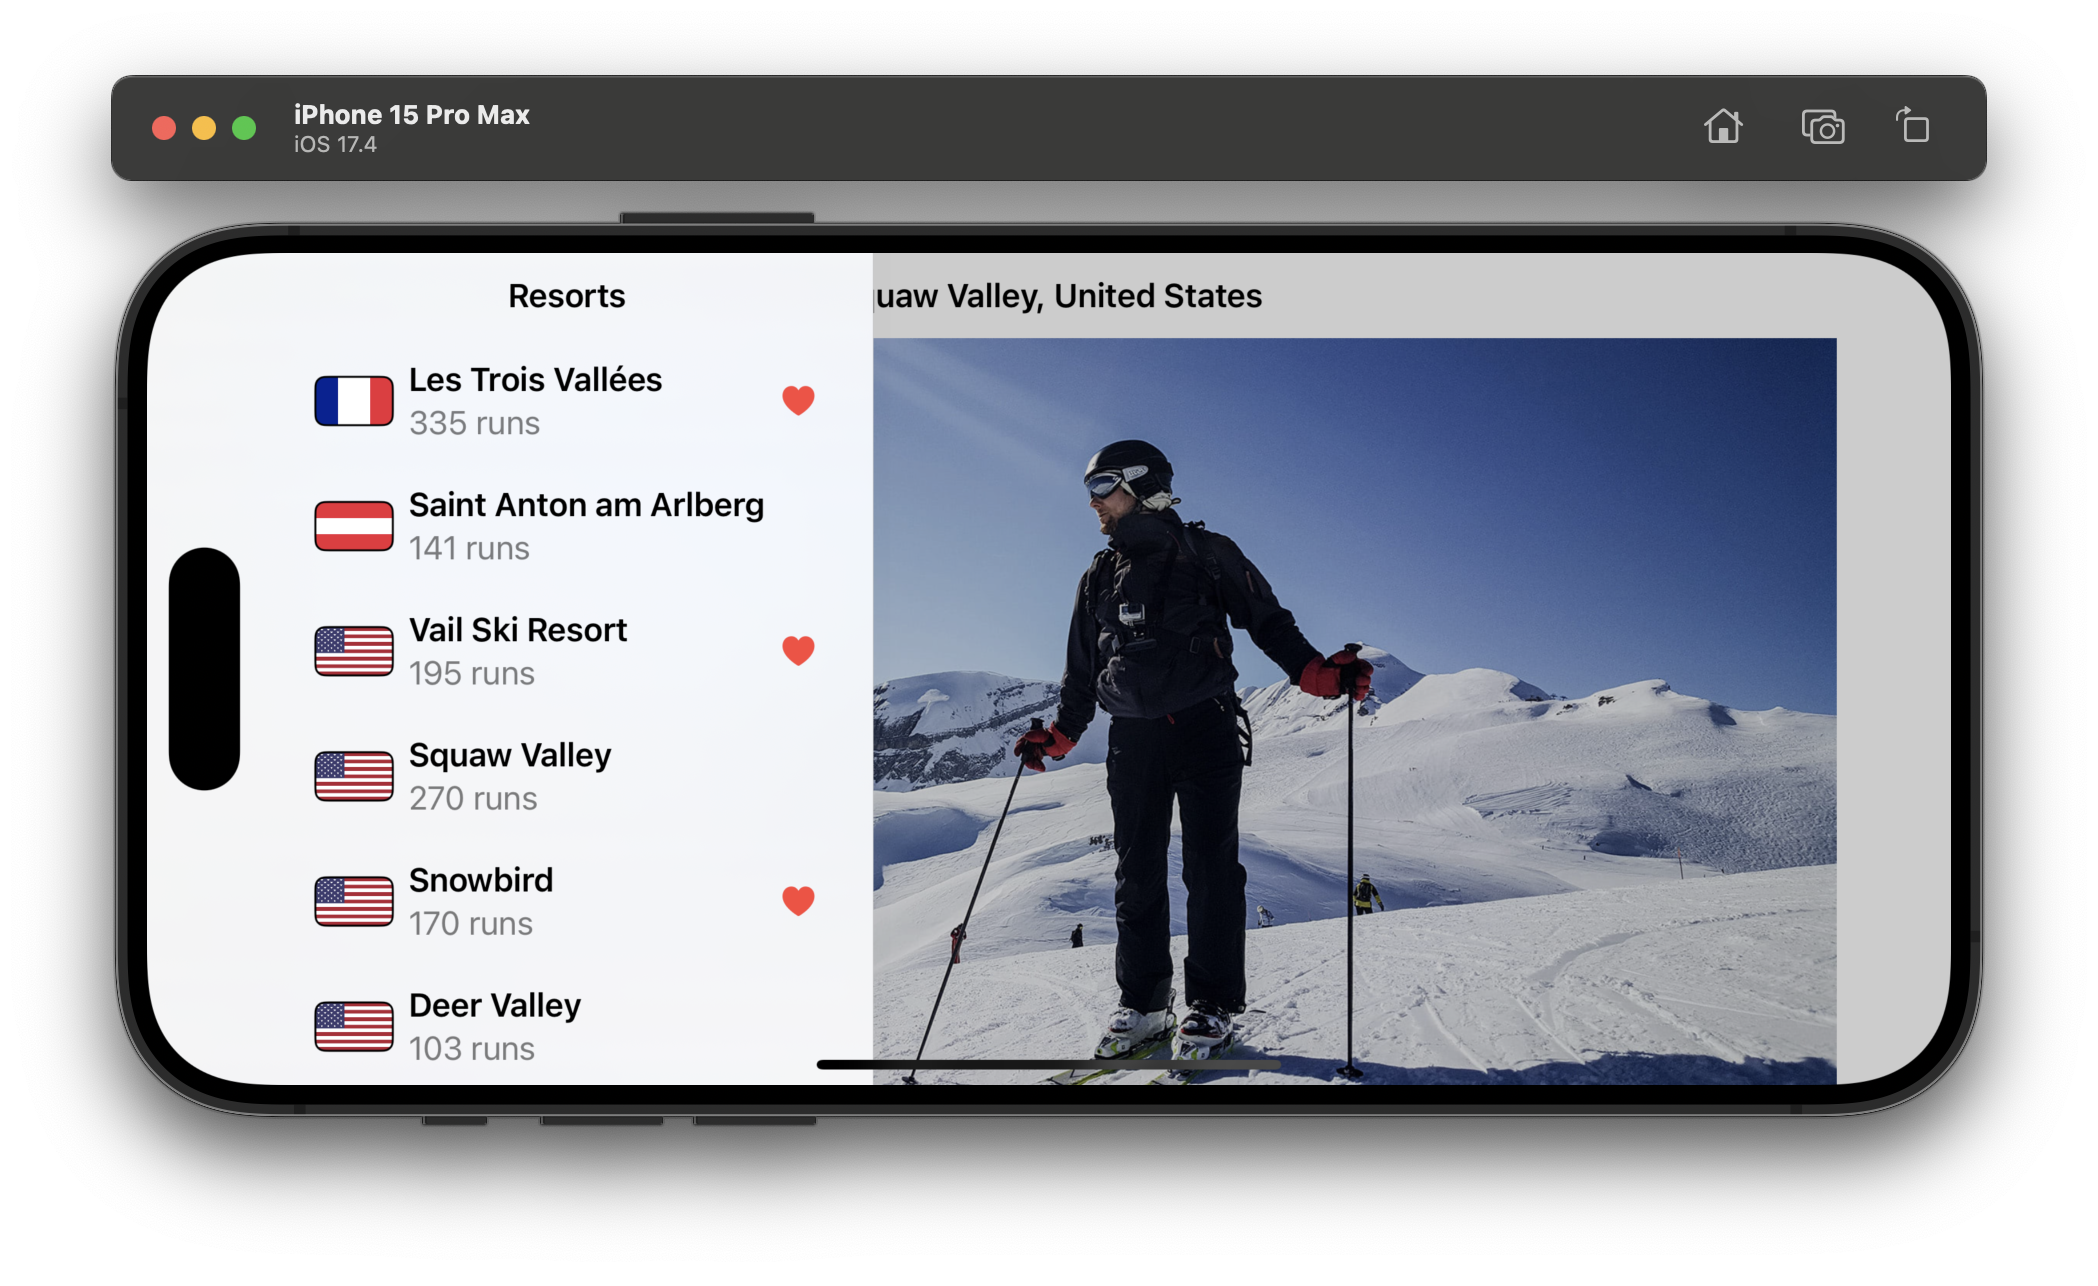 iPhone 15 Pro Max
iOS 17.4
Resorts
uaw Valley, United States
Les Trois Vallées
335 runs
Saint Anton am Arlberg
141 runs
Vail Ski Resort
195 runs
Squaw Valley
270 runs
Snowbird
170 runs
Deer Valley
103 runs